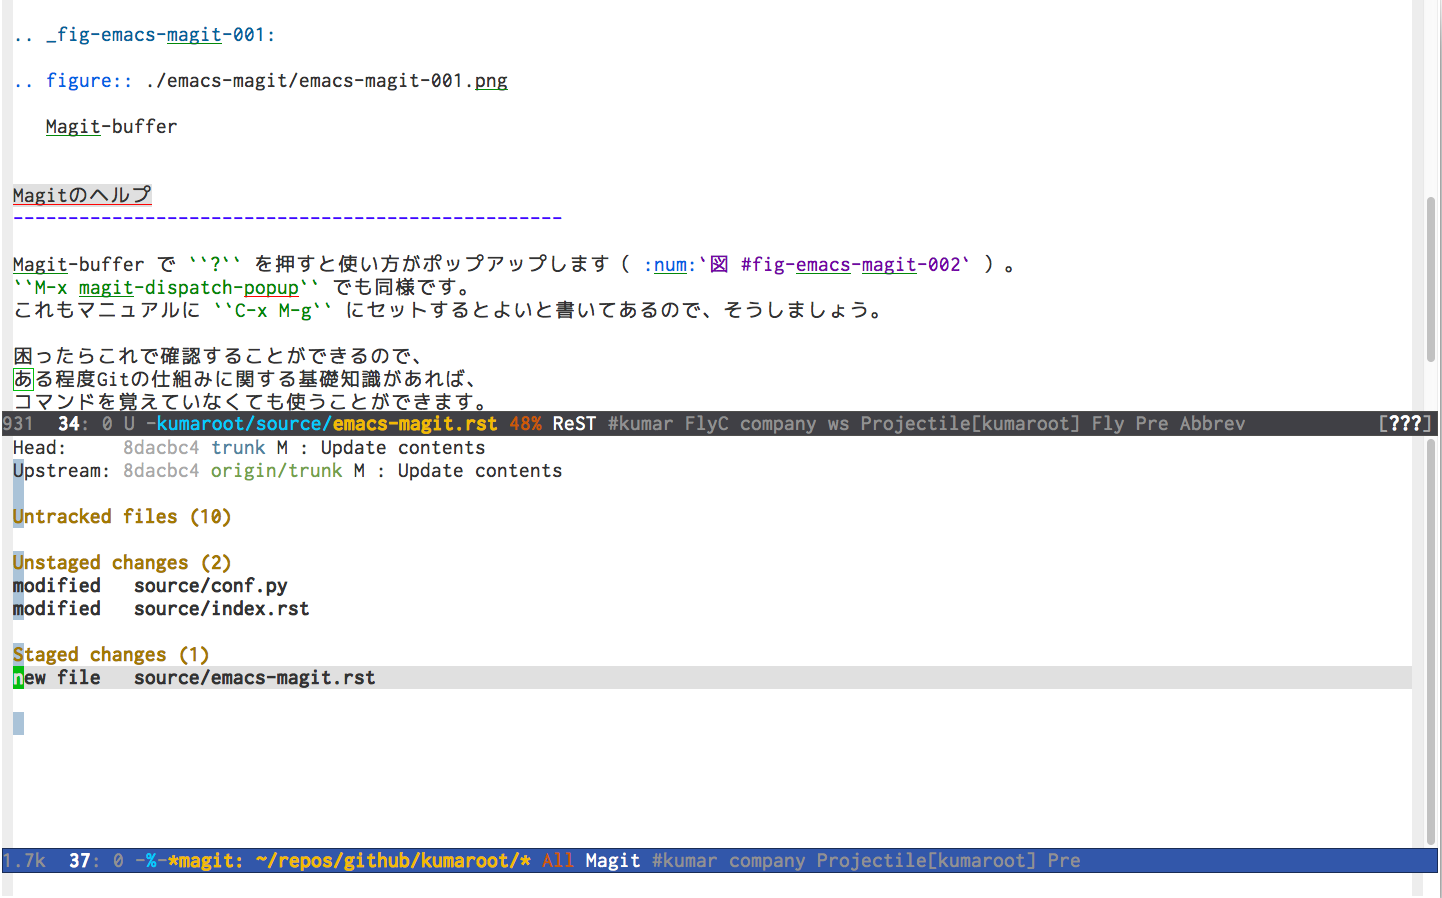 .. _fig-emacs-magit-001:
.. figure:: ./emacs-magit/emacs-magit-001.png
Magit-buffer
Magitのヘルプ
--------------------------------------------------
Magit-buffer で ``?`` を押すと使い方がポップアップします ( :num:`図 #fig-emacs-magit-002` ) 。
``M-x magit-dispatch-popup`` でも同様です。
これもマニュアルに ``C-x M-g`` にセットするとよいと書いてあるので、そうしましょう。
困ったらこれで確認することができるので、
ある程度Gitの仕組みに関する基礎知識があれば、
コマンドを覚えていなくても使うことができます。
931 34: 0 U -kumaroot/source/emacs-magit.rst 48% ReST #kumar FlyC company ws Projectile[kumaroot] Fly Pre Abbrev [???]
Head: 8dacbc4 trunk M : Update contents
Upstream: 8dacbc4 origin/trunk M : Update contents
Untracked files (10)
Unstaged changes (2)
modified source/conf.py
modified source/index.rst
Staged changes (1)
new file source/emacs-magit.rst
1.7k 37: 0 -%-*magit: ~/repos/github/kumaroot/* All Magit #kumar company Projectile[kumaroot] Pre